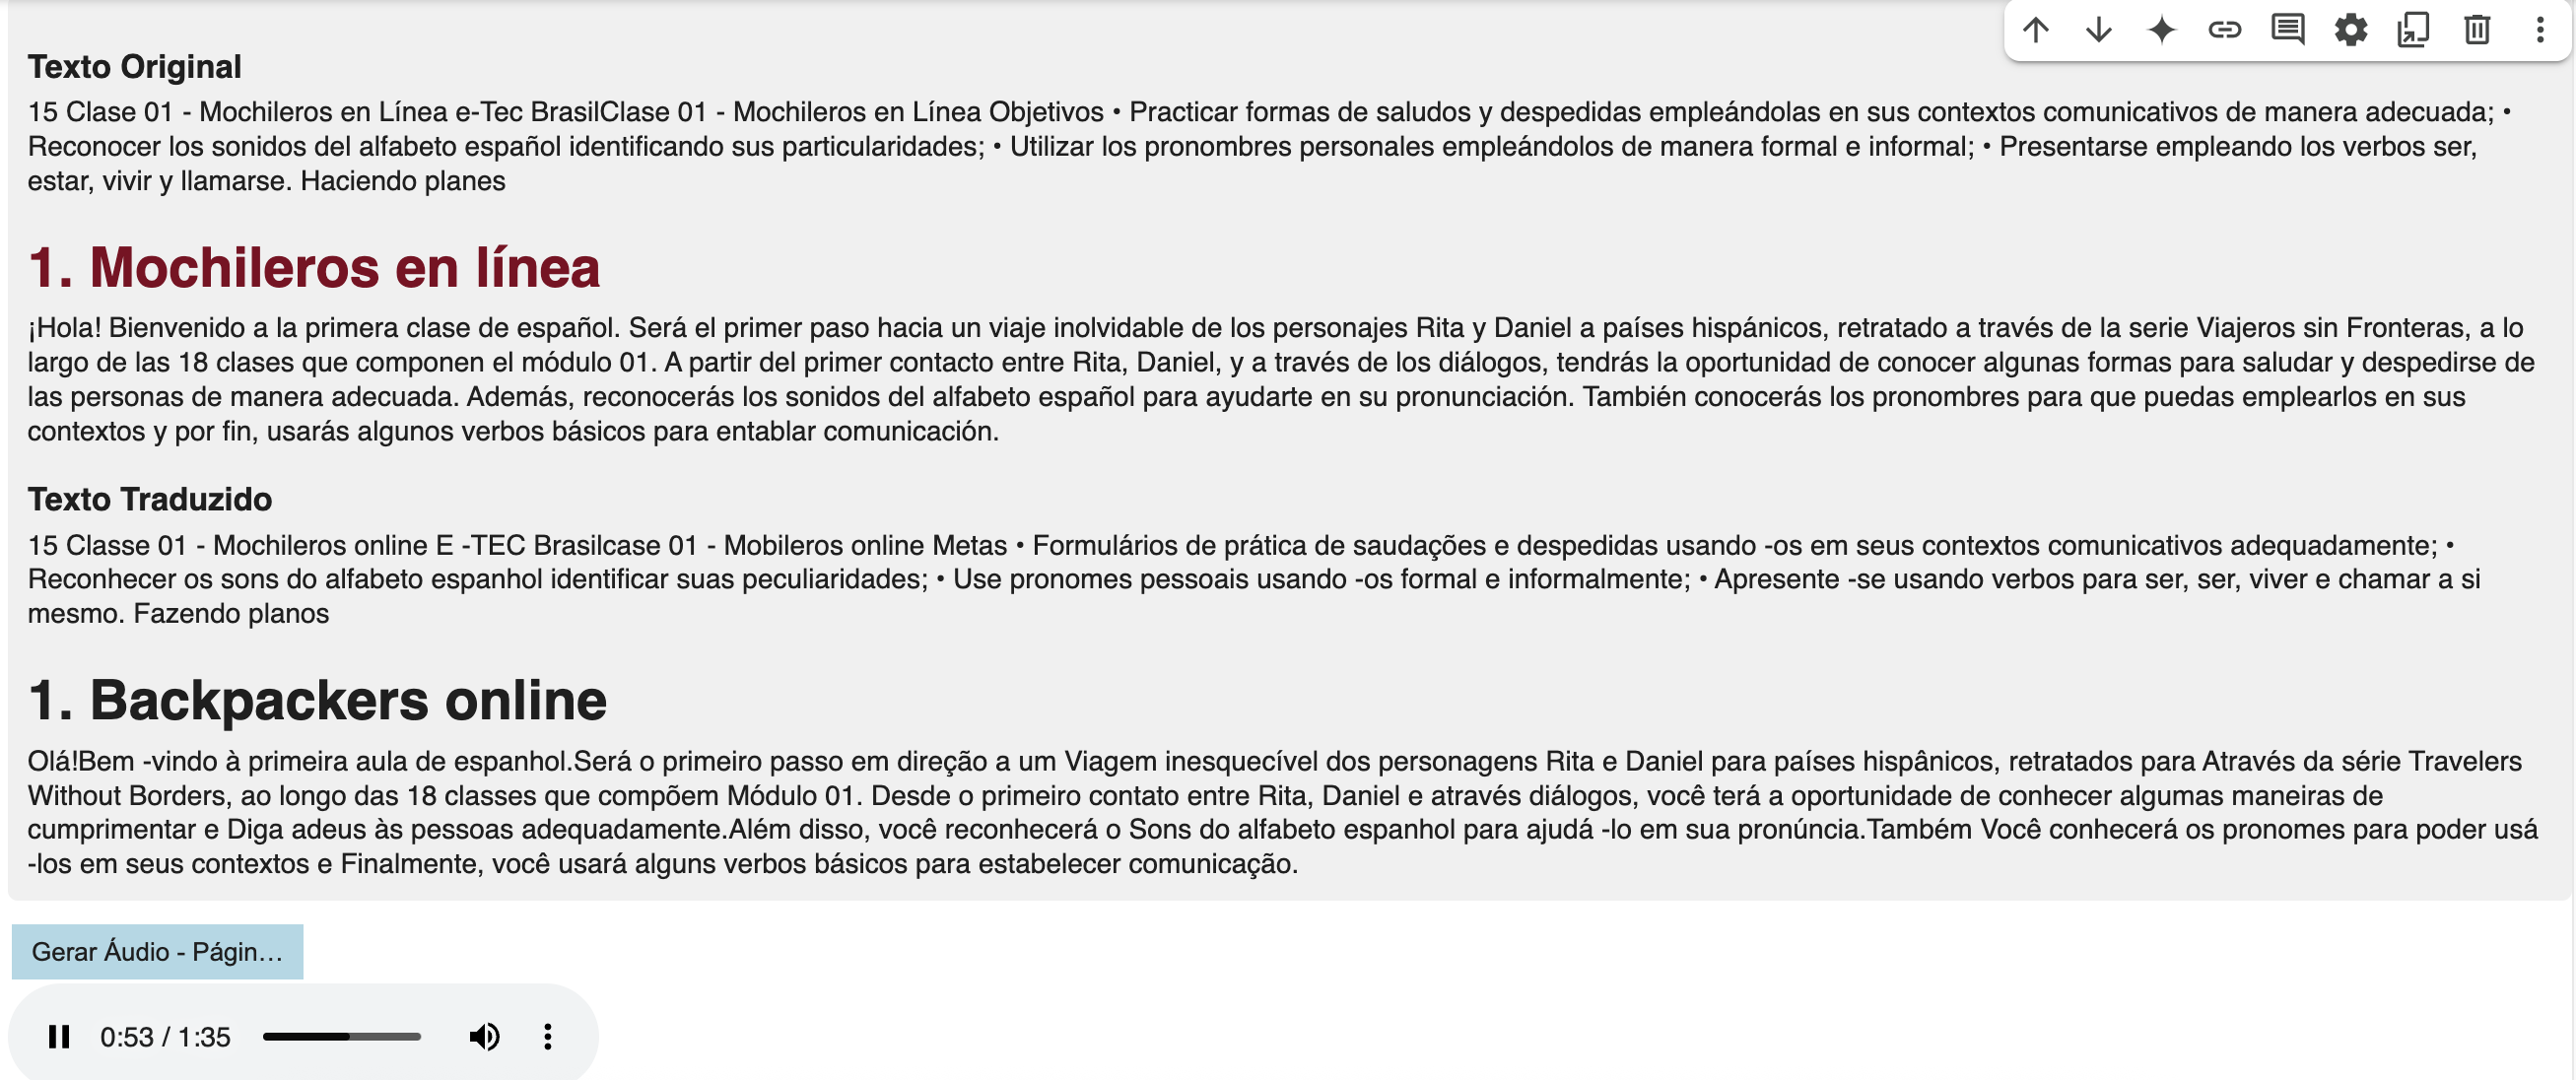 Texto Original
15 Clase 01 - Mochileros en Línea e-Tec BrasilClase 01 - Mochileros en Línea Objetivos • Practicar formas de saludos y despedidas empleándolas en sus contextos comunicativos de manera adecuada; •
Reconocer los sonidos del alfabeto español identificando sus particularidades; • Utilizar los pronombres personales empleándolos de manera formal e informal; • Presentarse empleando los verbos ser,
estar, vivir y llamarse. Haciendo planes
1. Mochileros en línea
¡Hola! Bienvenido a la primera clase de español. Será el primer paso hacia un viaje inolvidable de los personajes Rita y Daniel a países hispánicos, retratado a través de la serie Viajeros sin Fronteras, a lo
largo de las 18 clases que componen el módulo 01. A partir del primer contacto entre Rita, Daniel, y a través de los diálogos, tendrás la oportunidad de conocer algunas formas para saludar y despedirse de
las personas de manera adecuada. Además, reconocerás los sonidos del alfabeto español para ayudarte en su pronunciación. También conocerás los pronombres para que puedas emplearlos en sus
contextos y por fin, usarás algunos verbos básicos para entablar comunicación.
Texto Traduzido
15 Classe 01 - Mochileros online E -TEC Brasilcase 01 - Mobileros online Metas • Formulários de prática de saudações e despedidas usando -os em seus contextos comunicativos adequadamente; •
Reconhecer os sons do alfabeto espanhol identificar suas peculiaridades; • Use pronomes pessoais usando -os formal e informalmente; • Apresente -se usando verbos para ser, ser, viver e chamar a si
mesmo. Fazendo planos
1. Backpackers online
Olá!Bem -vindo à primeira aula de espanhol.Será o primeiro passo em direção a um Viagem inesquecível dos personagens Rita e Daniel para países hispânicos, retratados para Através da série Travelers
Without Borders, ao longo das 18 classes que compõem Módulo 01. Desde o primeiro contato entre Rita, Daniel e através diálogos, você terá a oportunidade de conhecer algumas maneiras de
cumprimentar e Diga adeus às pessoas adequadamente.Além disso, você reconhecerá o Sons do alfabeto espanhol para ajudá -lo em sua pronúncia.Também Você conhecerá os pronomes para poder usá
-los em seus contextos e Finalmente, você usará alguns verbos básicos para estabelecer comunicação.
Gerar Áudio - Págin…
0:53 / 1:35